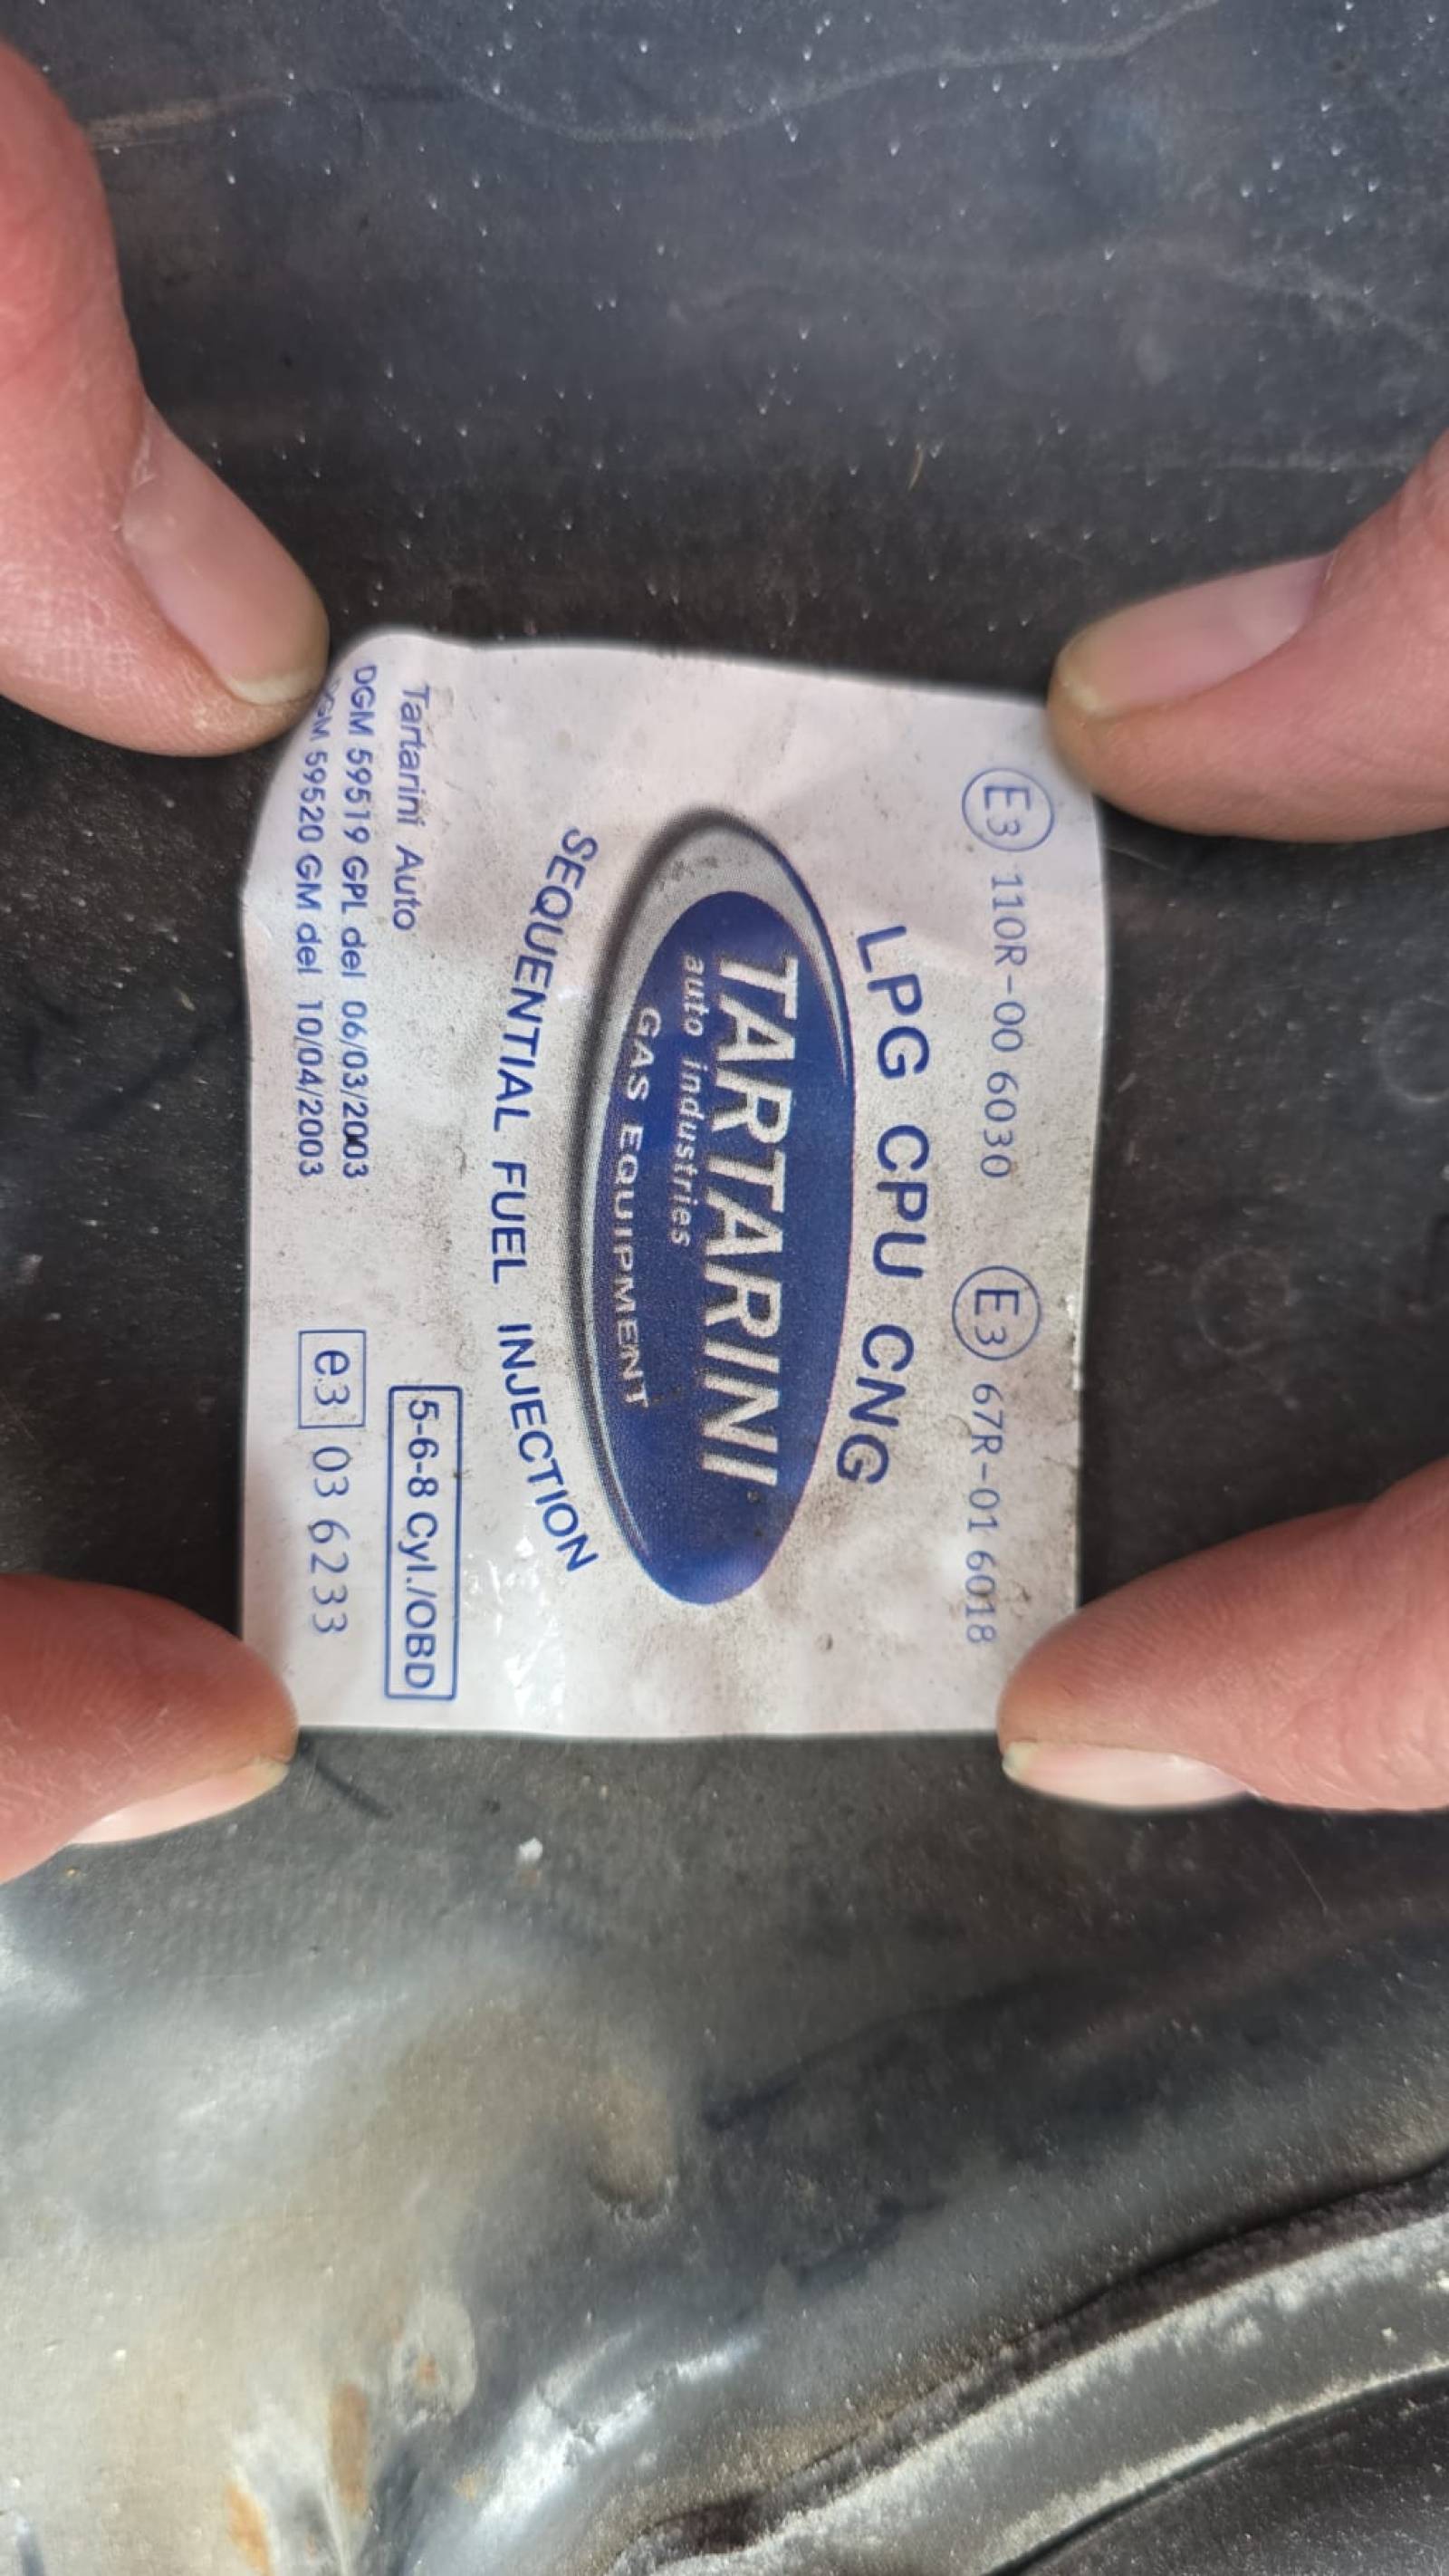 E3 110R-00 6030 E3 67R-01 6018
LPG CPU CNG
TARTARINI
auto industries
GAS EQUIPMENT
SEQUENTIAL FUEL INJECTION
Tartarini Auto
5-6-8 Cyl./OBD
DGM 59519 GPL del 06/03/2003
DGM 59520 GM del 10/04/2003
e3 03 6233